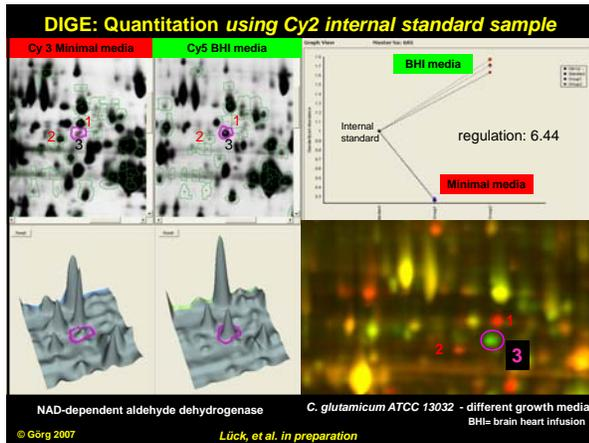 DIGE: Quantitation using Cy2 internal standard sample
Cy 3 Minimal media
Cy5 BHI media
1
2
3
1
2
3
Graph View
BHI media
Internal
standard
regulation: 6.44
Minimal media
1
2
3
NAD-dependent aldehyde dehydrogenase
C. glutamicum ATCC 13032 - different growth media
BHI= brain heart infusion
© Görg 2007
Lück, et al. in preparation